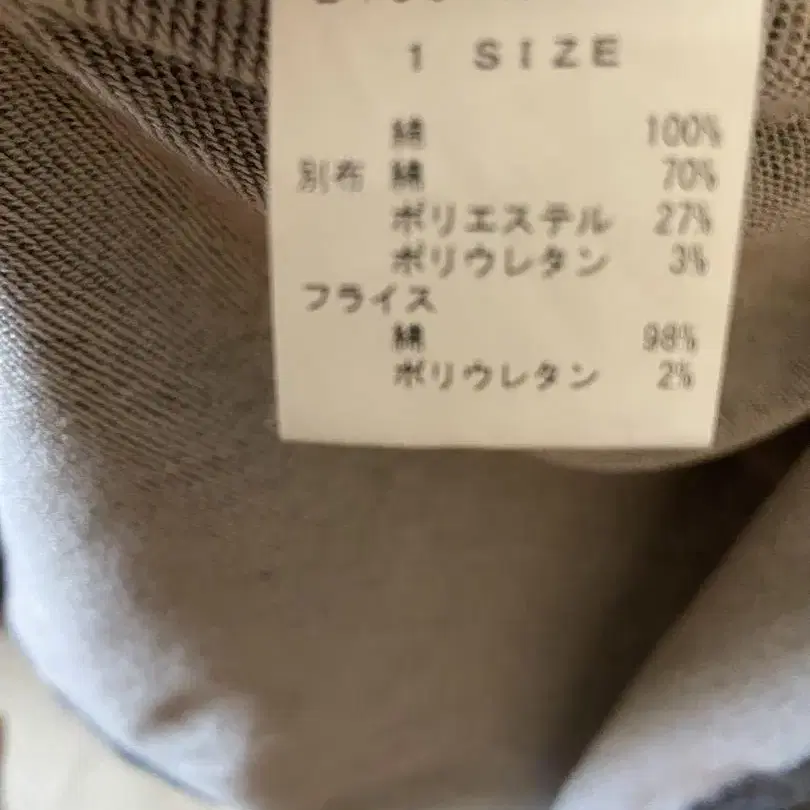 1 SIZE
綿 100%
別布 綿 70%
ポリエステル 27%
ポリウレタン 3%
フライス
綿 98%
ポリウレタン 2%